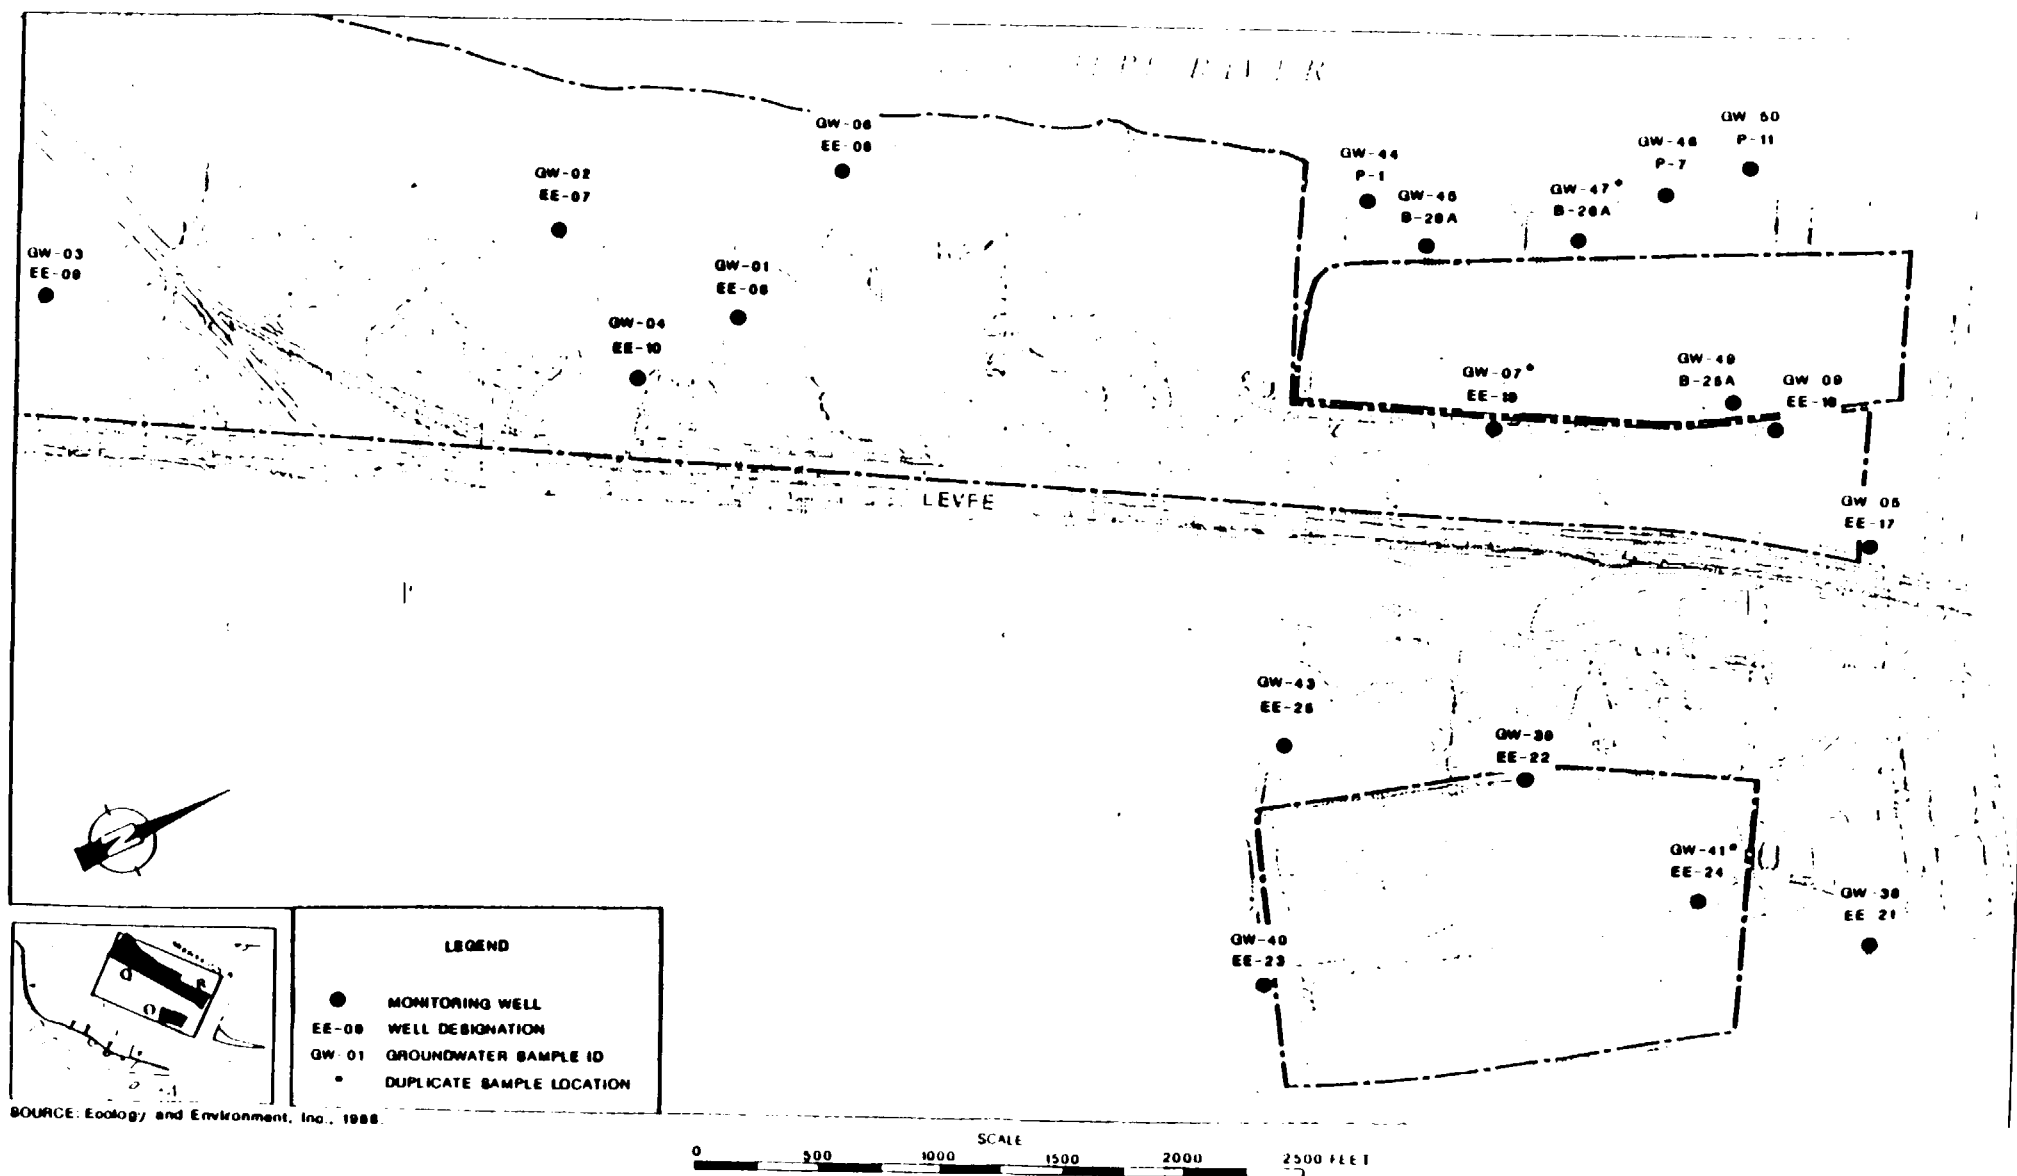 RIVER
GW-06
EE-08
GW-02
EE-07
GW-03
EE-09
GW-01
EE-06
GW-04
EE-10
GW-44
P-1
GW-45
B-28A
GW-47*
B-26A
GW-46
P-7
GW 50
P-11
GW-07*
EE-19
GW-49
B-25A
GW 09
EE-18
GW 05
EE-17
LEVEE
GW-43
EE-25
GW-39
EE-22
GW-41*
EE-24
GW-38
EE 21
GW-40
EE-23
LEGEND
MONITORING WELL
EE-09 WELL DESIGNATION
GW-01 GROUNDWATER SAMPLE ID
* DUPLICATE SAMPLE LOCATION
SOURCE: Ecology and Environment, Inc., 1988.
SCALE
0 500 1000 1500 2000 2500 FEET